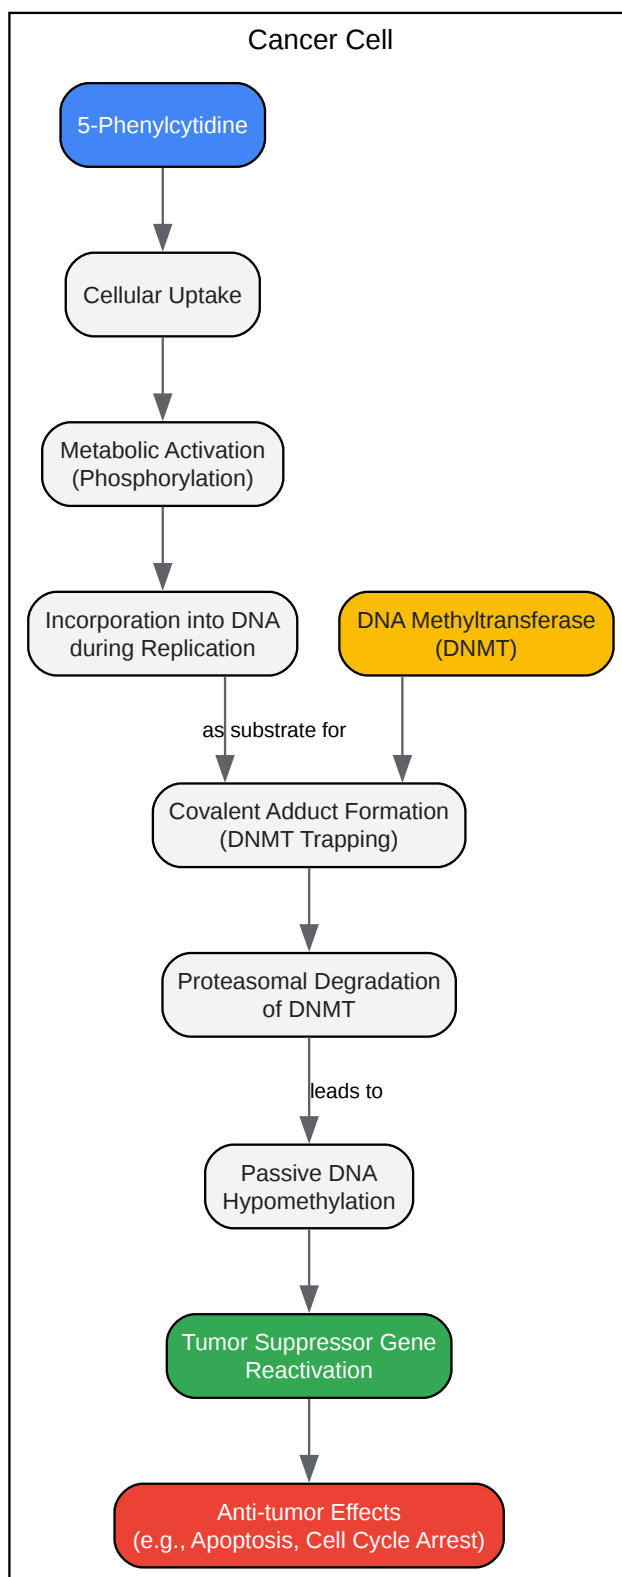 Cancer Cell
5-Phenylcytidine
Cellular Uptake
Metabolic Activation
(Phosphorylation)
Incorporation into DNA
during Replication
DNA Methyltransferase
(DNMT)
as substrate for
Covalent Adduct Formation
(DNMT Trapping)
Proteasomal Degradation
of DNMT
leads to
Passive DNA
Hypomethylation
Tumor Suppressor Gene
Reactivation
Anti-tumor Effects
(e.g., Apoptosis, Cell Cycle Arrest)